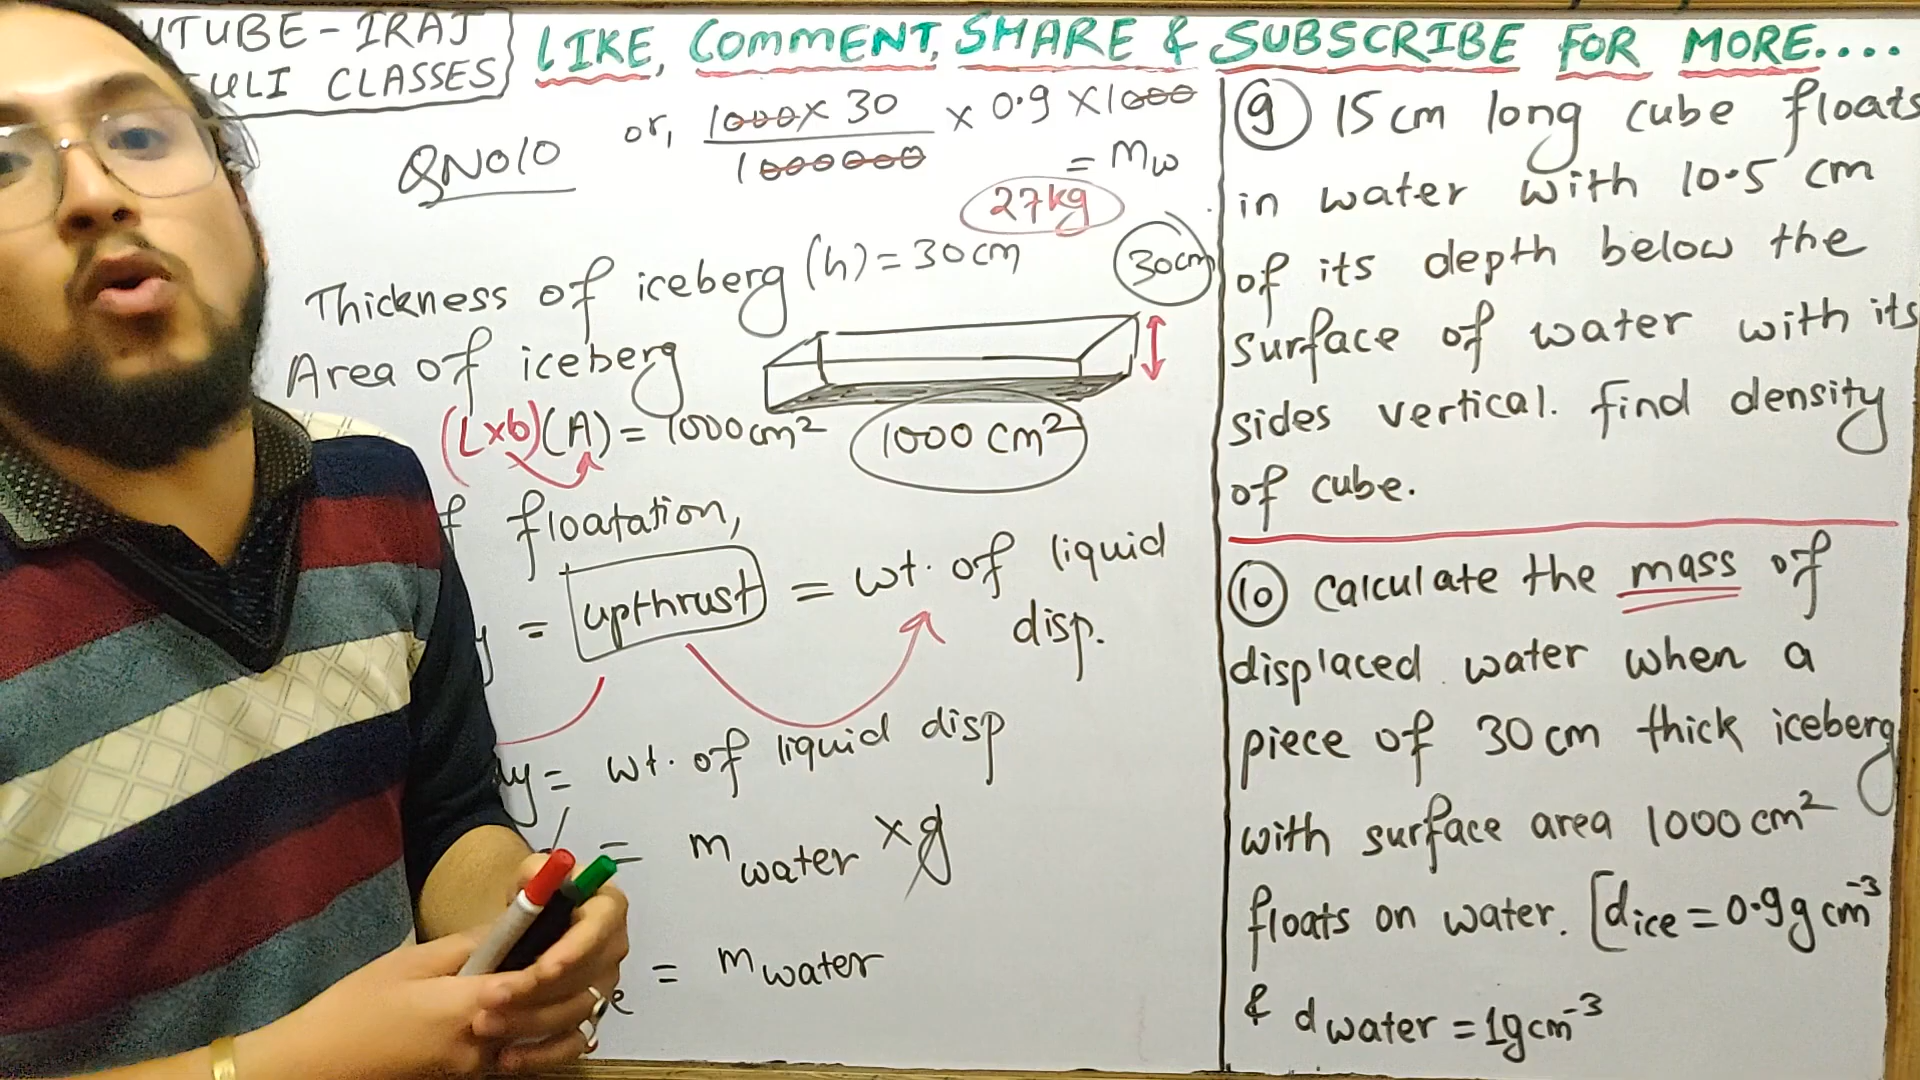 UTUBE - IRAJ
ULI CLASSES
LIKE, COMMENT, SHARE & SUBSCRIBE FOR MORE....
QNO10
or, 1000 x 30 / 1000000 x 0.9 x 1000
= mw
27kg
Thickness of iceberg (h) = 30cm
30cm
Area of iceberg
(L x b) (A) = 1000cm²
1000 cm²
f floatation,
y = upthrust = wt. of liquid
disp.
y = wt. of liquid disp
= m water x g
e = m water
9 15 cm long cube floats
in water with 10.5 cm
of its depth below the
surface of water with its
sides vertical. find density
of cube.
10 calculate the mass of
displaced water when a
piece of 30 cm thick iceberg
with surface area 1000 cm²
floats on water. [d ice = 0.9 g cm⁻³
& d water = 1g cm⁻³